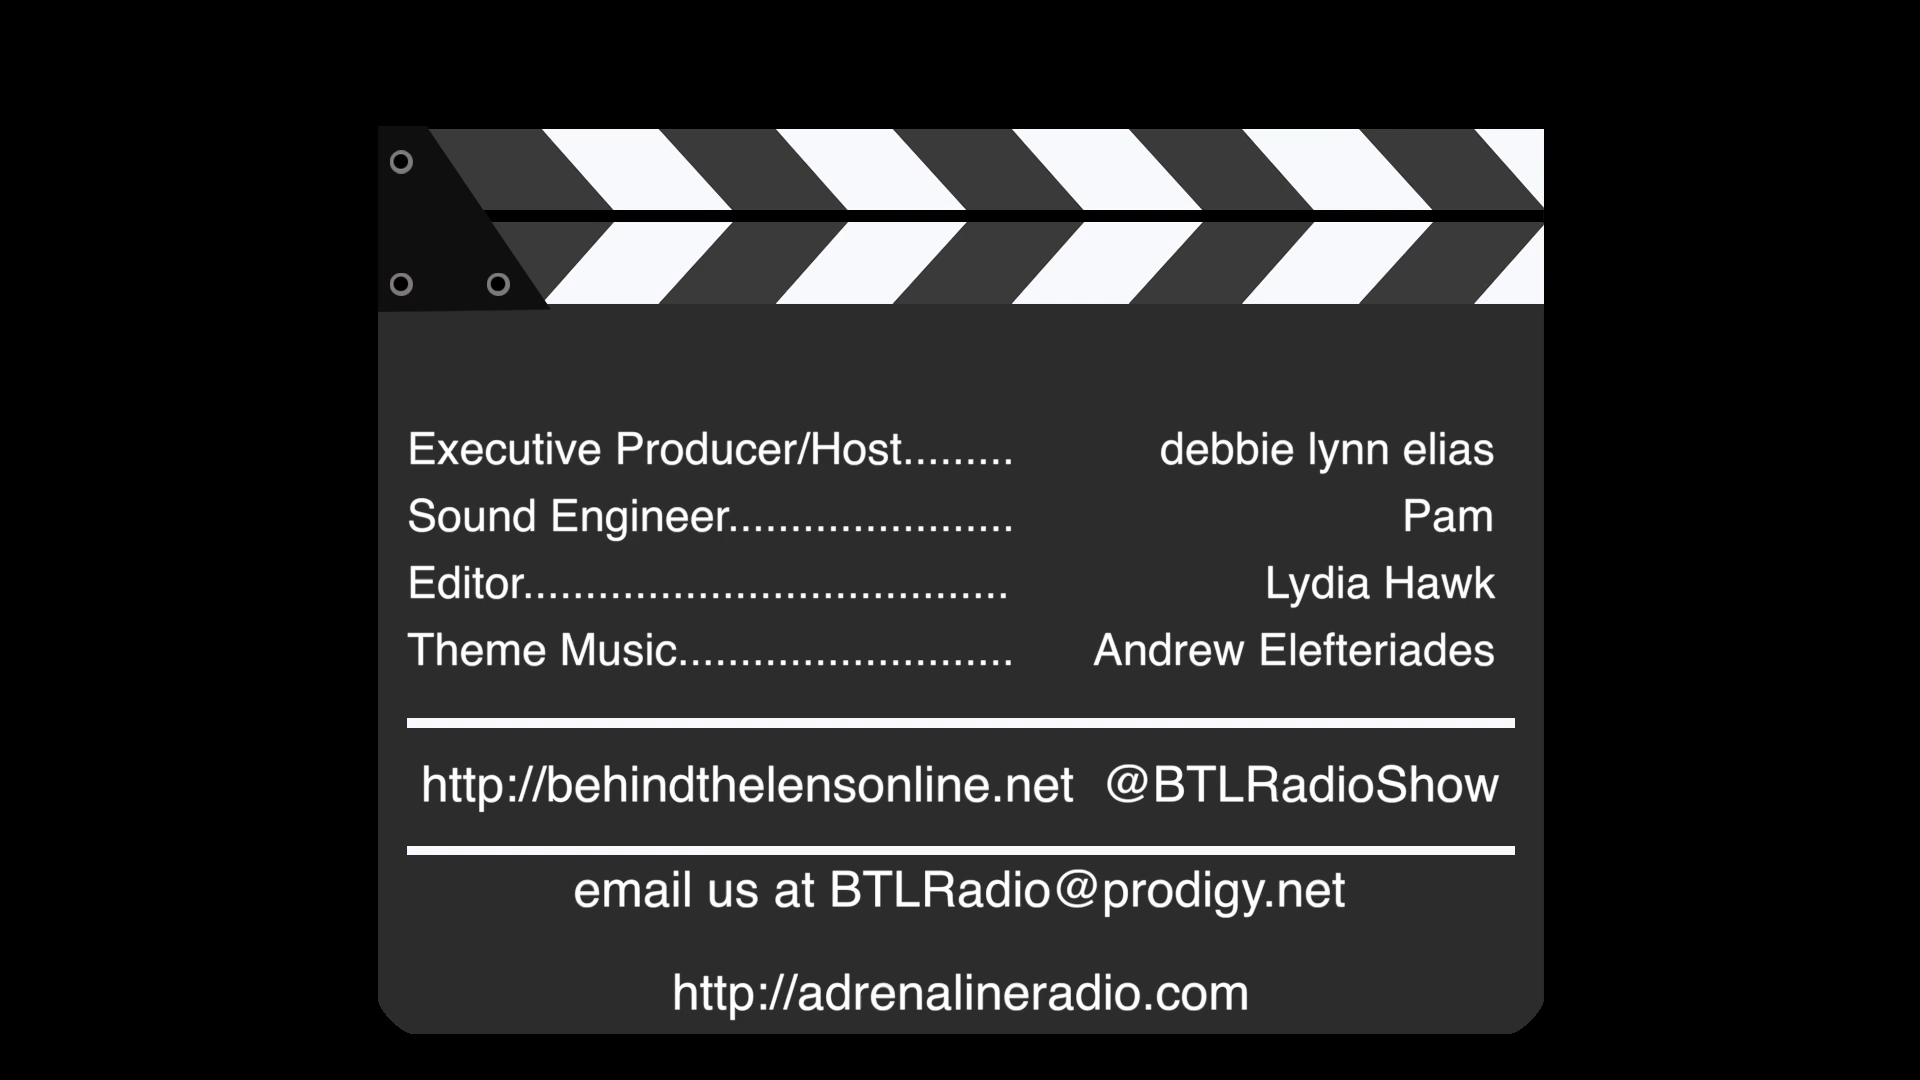 Executive Producer/Host......... debbie lynn elias
Sound Engineer....................... Pam
Editor....................................... Lydia Hawk
Theme Music........................... Andrew Elefteriades
http://behindthelensonline.net @BTLRadioShow
email us at BTLRadio@prodigy.net
http://adrenalineradio.com